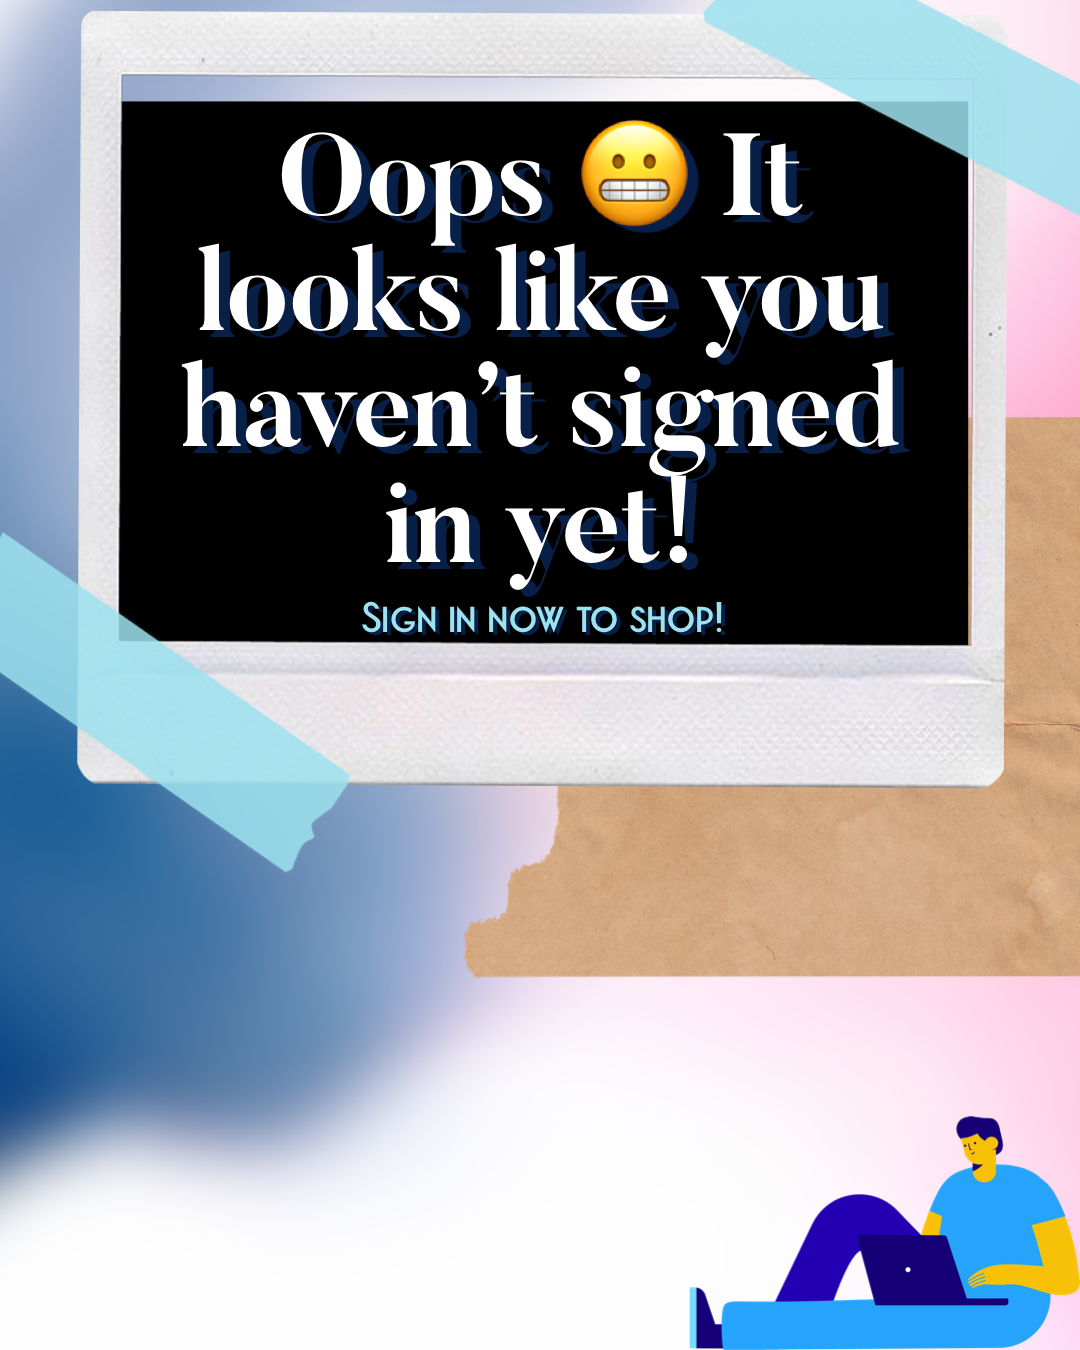 Oops 😬 It
looks like you
haven’t signed
in yet!
Sign in now to shop!